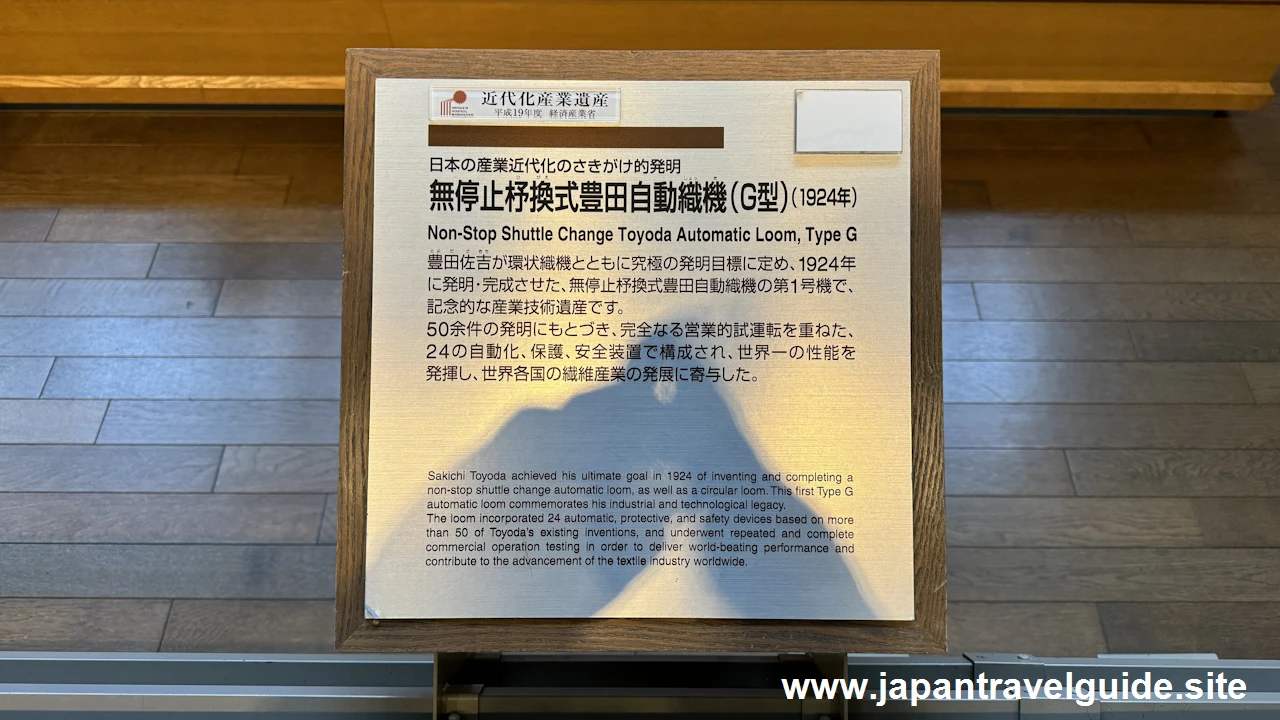 近代化産業遺産
平成19年度 経済産業省
日本の産業近代化のさきがけ的発明
無停止杼換式豊田自動織機(G型)(1924年)
Non-Stop Shuttle Change Toyoda Automatic Loom, Type G
豊田佐吉が環状織機とともに究極の発明目標に定め、1924年
に発明・完成させた、無停止杼換式豊田自動織機の第1号機で、
記念的な産業技術遺産です。
50余件の発明にもとづき、完全なる営業的試運転を重ねた、
24の自動化、保護、安全装置で構成され、世界一の性能を
発揮し、世界各国の繊維産業の発展に寄与した。
Sakichi Toyoda achieved his ultimate goal in 1924 of inventing and completing a
non-stop shuttle change automatic loom, as well as a circular loom. This first Type G
automatic loom commemorates his industrial and technological legacy.
The loom incorporated 24 automatic, protective, and safety devices based on more
than 50 of Toyoda's existing inventions, and underwent repeated and complete
commercial operation testing in order to deliver world-beating performance and
contribute to the advancement of the textile industry worldwide.
www.japantravelguide.site